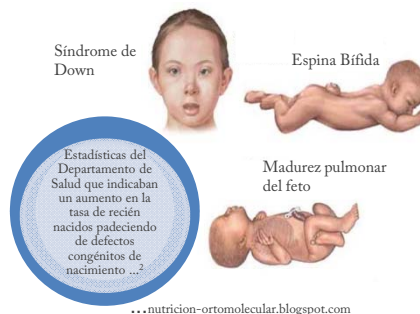 Síndrome de
Down
Espina Bífida
Estadísticas del
Departamento de
Salud que indicaban
un aumento en la
tasa de recién
nacidos padeciendo
de defectos
congénitos de
nacimiento ...2
Madurez pulmonar
del feto
...nutricion-ortomolecular.blogspot.com